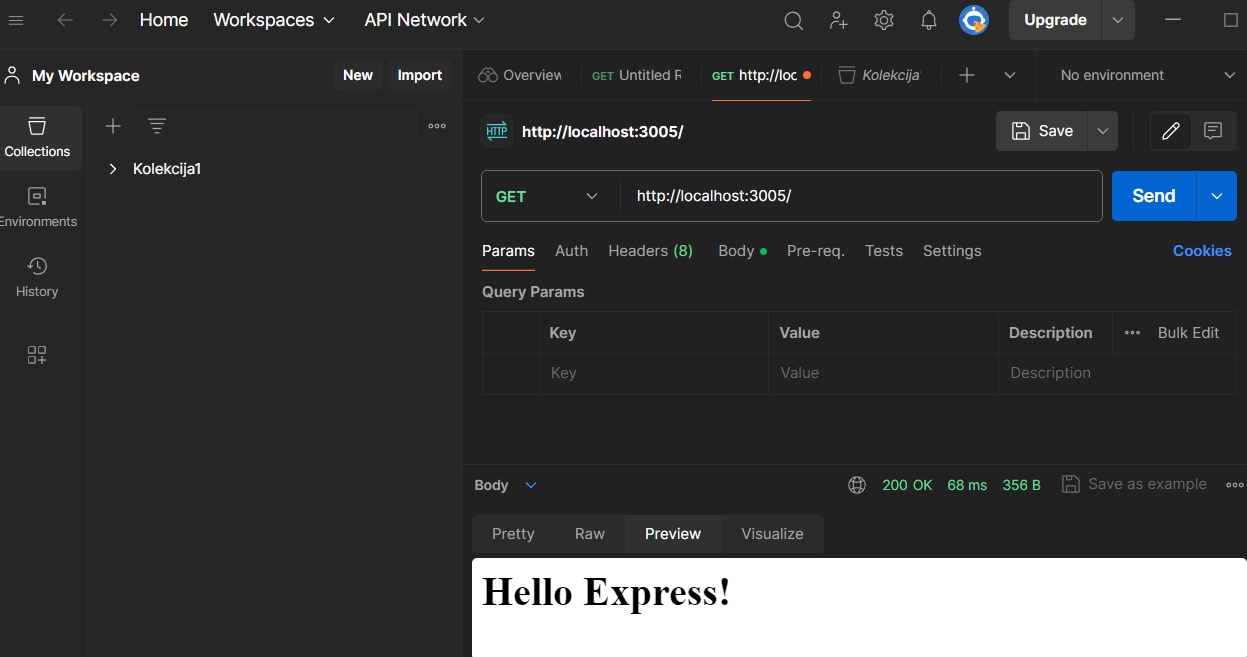 Home Workspaces API Network Upgrade
My Workspace New Import Overview GET Untitled R GET http://loc Kolekcija No environment
Collections
Kolekcija1
Environments
History
HTTP http://localhost:3005/ Save
GET http://localhost:3005/ Send
Params Auth Headers (8) Body Pre-req. Tests Settings Cookies
Query Params
Key Value Description Bulk Edit
Key Value Description
Body 200 OK 68 ms 356 B Save as example
Pretty Raw Preview Visualize
Hello Express!